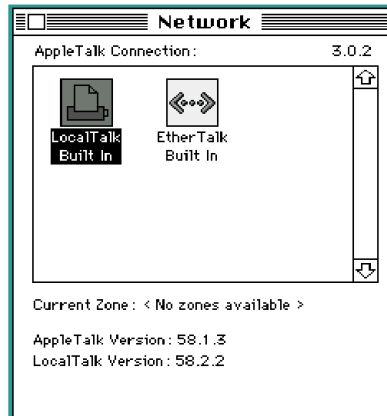 Network
AppleTalk Connection: 3.0.2
LocalTalk EtherTalk
Built In Built In
Current Zone: < No zones available >
AppleTalk Version: 58.1.3
LocalTalk Version: 58.2.2